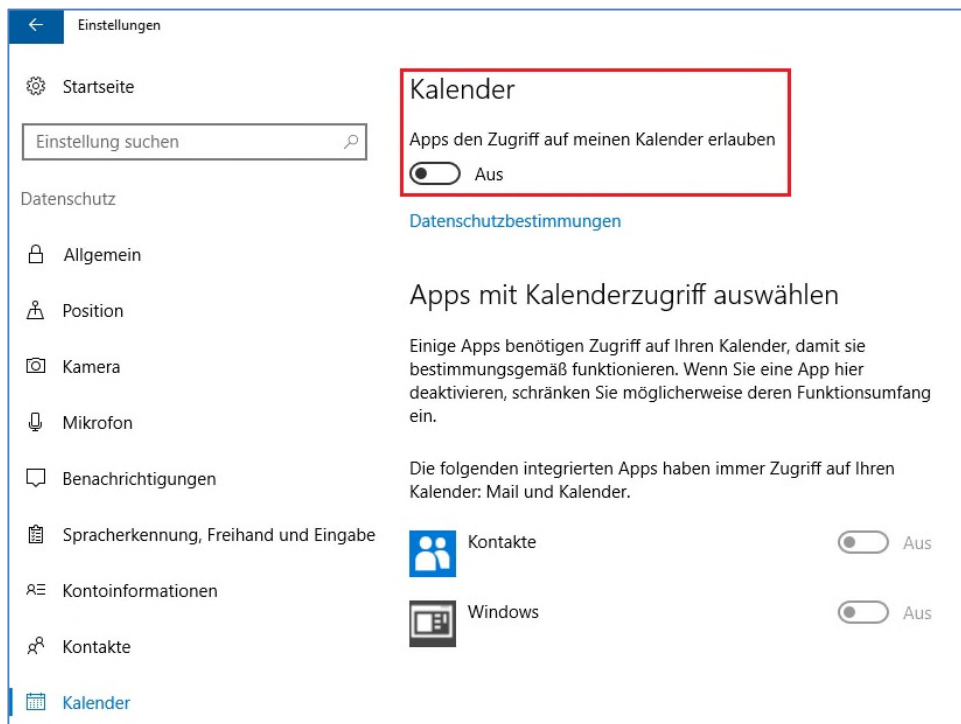 Einstellungen
Startseite
Einstellung suchen
Datenschutz
Allgemein
Position
Kamera
Mikrofon
Benachrichtigungen
Spracherkennung, Freihand und Eingabe
Kontoinformationen
Kontakte
Kalender
Kalender
Apps den Zugriff auf meinen Kalender erlauben
Aus
Datenschutzbestimmungen
Apps mit Kalenderzugriff auswählen
Einige Apps benötigen Zugriff auf Ihren Kalender, damit sie
bestimmungsgemäß funktionieren. Wenn Sie eine App hier
deaktivieren, schränken Sie möglicherweise deren Funktionsumfang
ein.
Die folgenden integrierten Apps haben immer Zugriff auf Ihren
Kalender: Mail und Kalender.
Kontakte Aus
Windows Aus